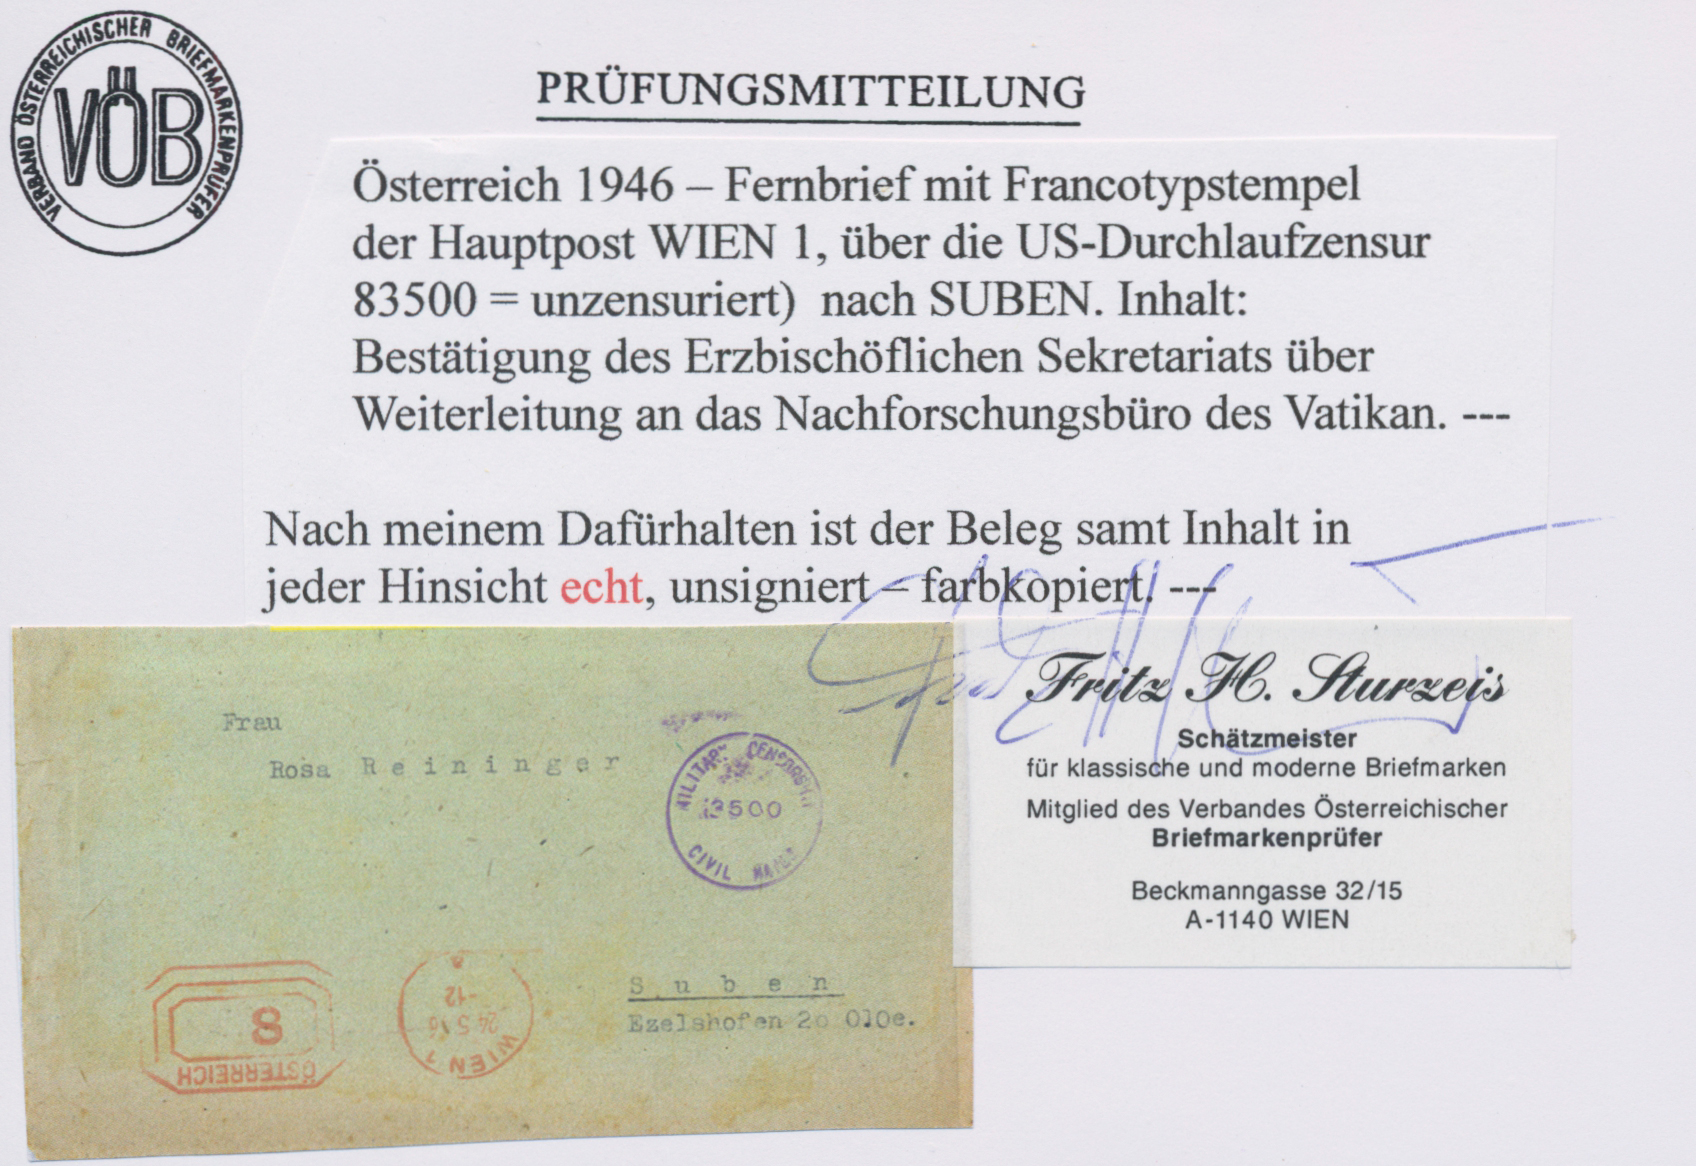 VERBAND ÖSTERREICHISCHER BRIEFMARKENPRÜFER
VÖB
PRÜFUNGSMITTEILUNG
Österreich 1946 – Fernbrief mit Francotypstempel
der Hauptpost WIEN 1, über die US-Durchlaufzensur
83500 = unzensuriert)  nach SUBEN. Inhalt:
Bestätigung des Erzbischöflichen Sekretariats über
Weiterleitung an das Nachforschungsbüro des Vatikan. ---
Nach meinem Dafürhalten ist der Beleg samt Inhalt in
jeder Hinsicht echt, unsigniert – farbkopiert. ---
Fritz H. Sturzeis
Schätzmeister
für klassische und moderne Briefmarken
Mitglied des Verbandes Österreichischer
Briefmarkenprüfer
Beckmanngasse 32/15
A-1140 WIEN
Frau
Rosa Reininger
MILITARY CENSORSHIP
3500
CIVIL MAILS
Suben
Ezelshofen 20 O.Oe.
8
ÖSTERREICH
WIEN 1
24.5.46
-12